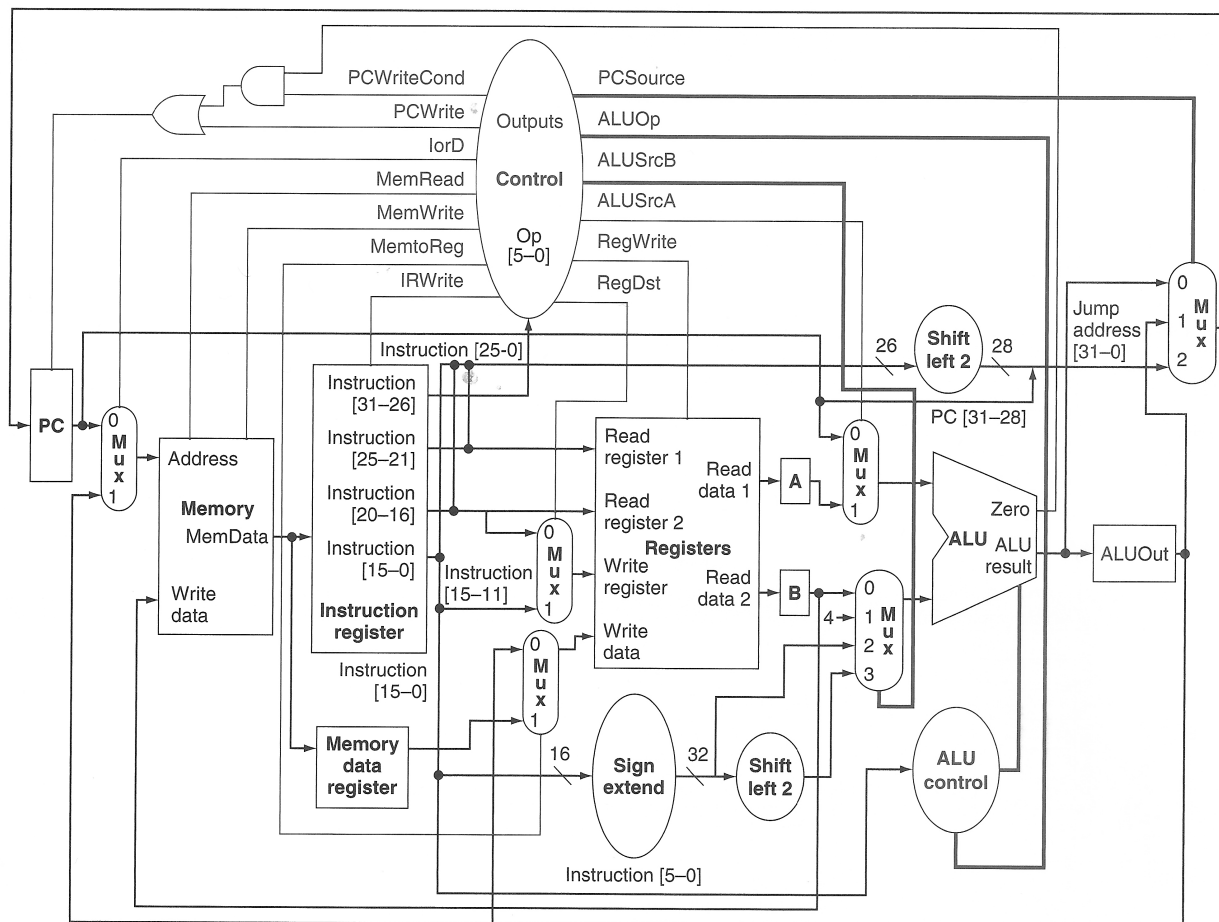 PCWriteCond
PCWrite
IorD
MemRead
MemWrite
MemtoReg
IRWrite
Outputs
Control
Op
[5–0]
PCSource
ALUOp
ALUSrcB
ALUSrcA
RegWrite
RegDst
Instruction [25-0]
26
Shift
left 2
28
Jump
address
[31–0]
PC [31–28]
0
1
2
M
u
x
PC
0
M
u
x
1
Address
Memory
MemData
Write
data
Instruction
[31–26]
Instruction
[25–21]
Instruction
[20–16]
Instruction
[15–0]
Instruction
register
Instruction
[15–11]
Instruction
[15–0]
Memory
data
register
0
M
u
x
1
0
M
u
x
1
Read
register 1
Read
register 2
Registers
Write
register
Write
data
Read
data 1
Read
data 2
A
B
0
M
u
x
1
4
0
1
2
3
M
u
x
Zero
ALU
ALU
result
ALUOut
16
Sign
extend
32
Shift
left 2
ALU
control
Instruction [5–0]